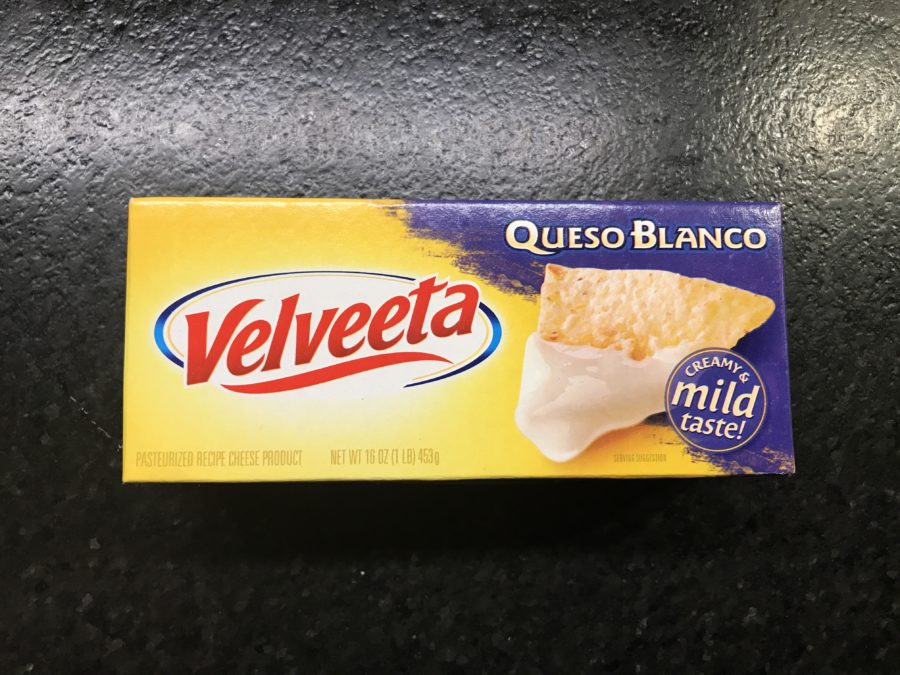 Queso Blanco
Velveeta
CREAMY &
mild
taste!
PASTEURIZED RECIPE CHEESE PRODUCT NET WT 16 OZ (1 LB) 453g
SERVING SUGGESTION